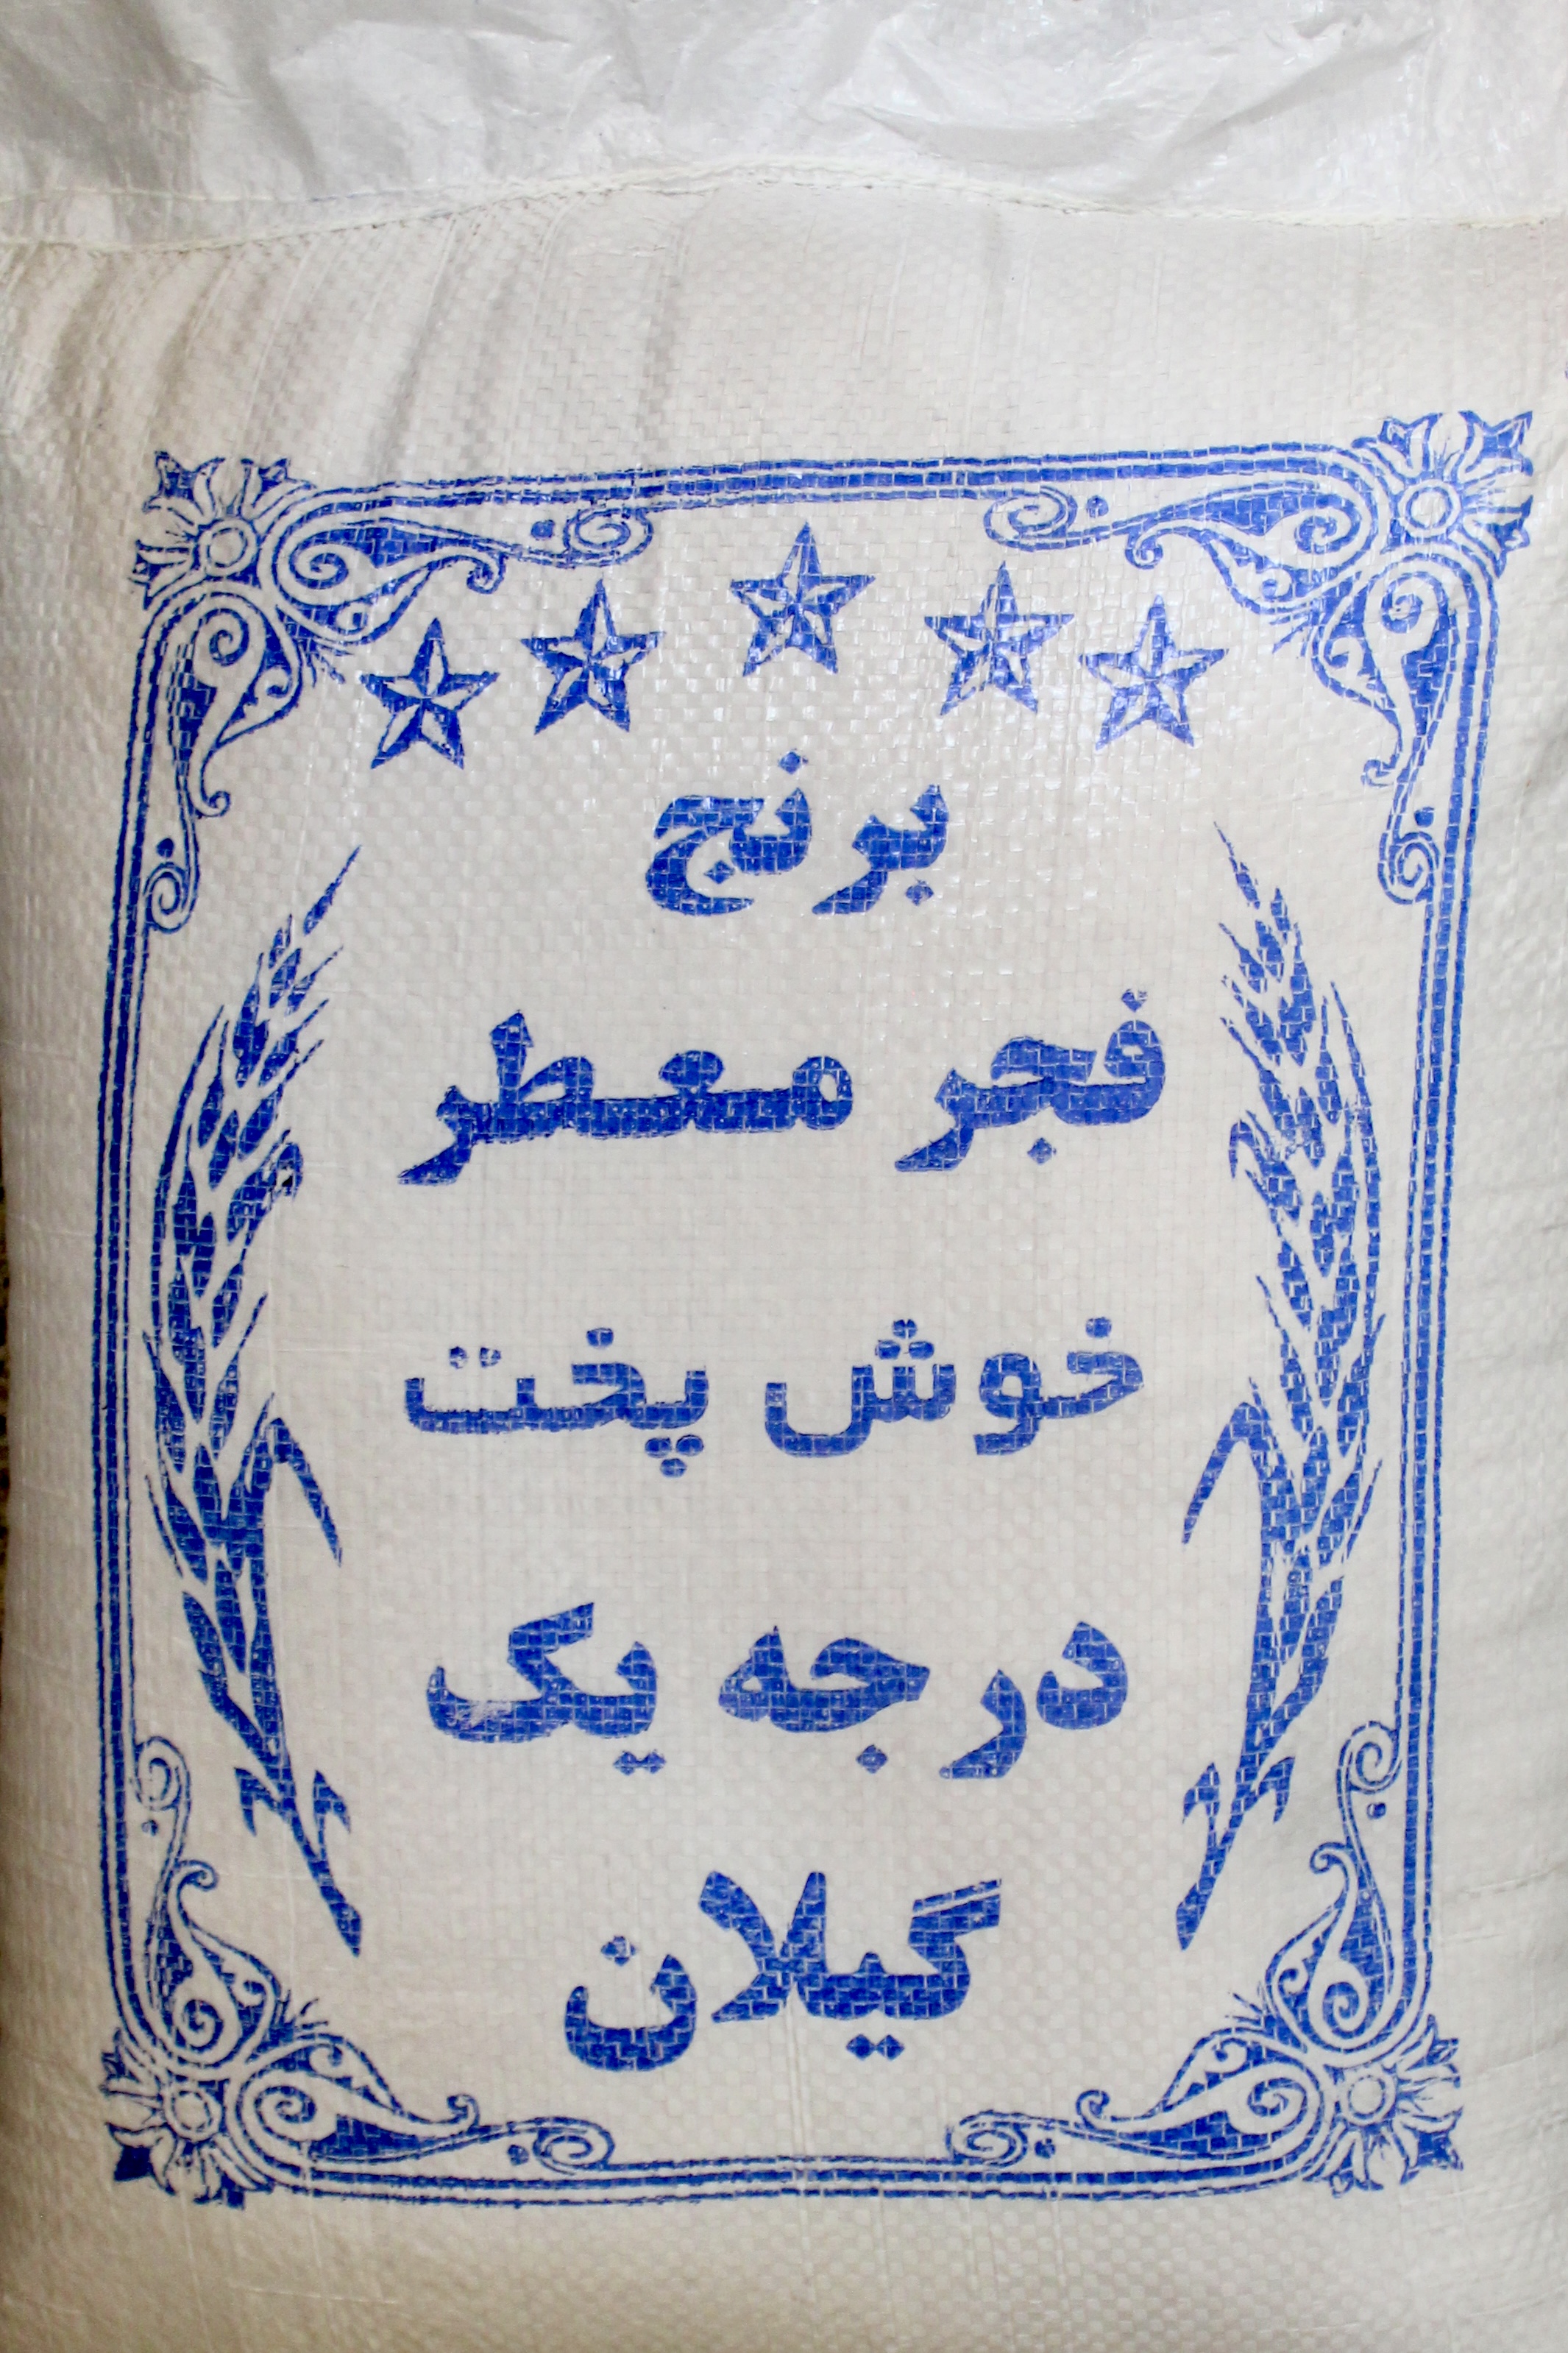 برنج
فجر معطر
خوش پخت
درجه یک
گیلان